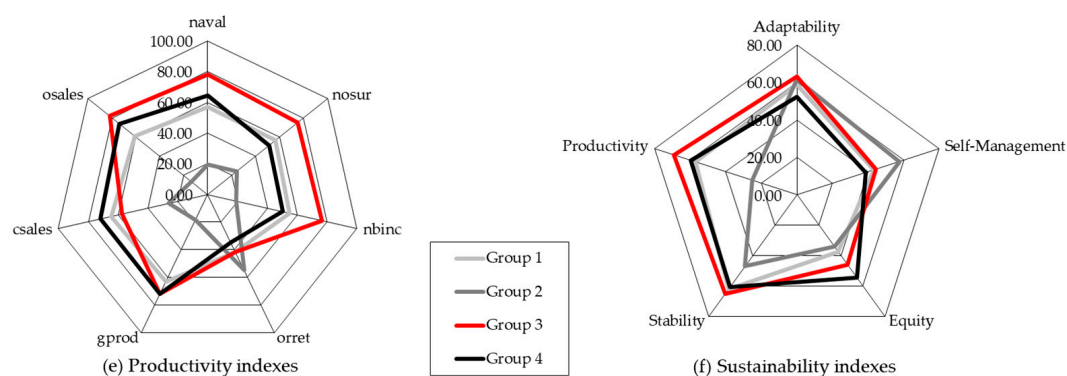 naval
100.00
80.00
60.00
40.00
20.00
0.00
osales
nosur
csales
nbinc
gprod
orret
(e) Productivity indexes
Group 1
Group 2
Group 3
Group 4
Adaptability
80.00
60.00
40.00
20.00
0.00
Productivity
Self-Management
Stability
Equity
(f) Sustainability indexes